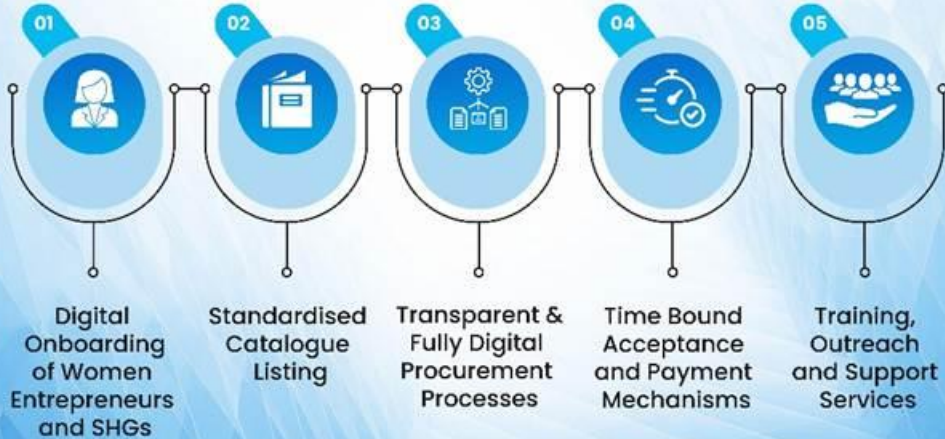 01
02
03
04
05
Digital
Onboarding
of Women
Entrepreneurs
and SHGs
Standardised
Catalogue
Listing
Transparent &
Fully Digital
Procurement
Processes
Time Bound
Acceptance
and Payment
Mechanisms
Training,
Outreach
and Support
Services